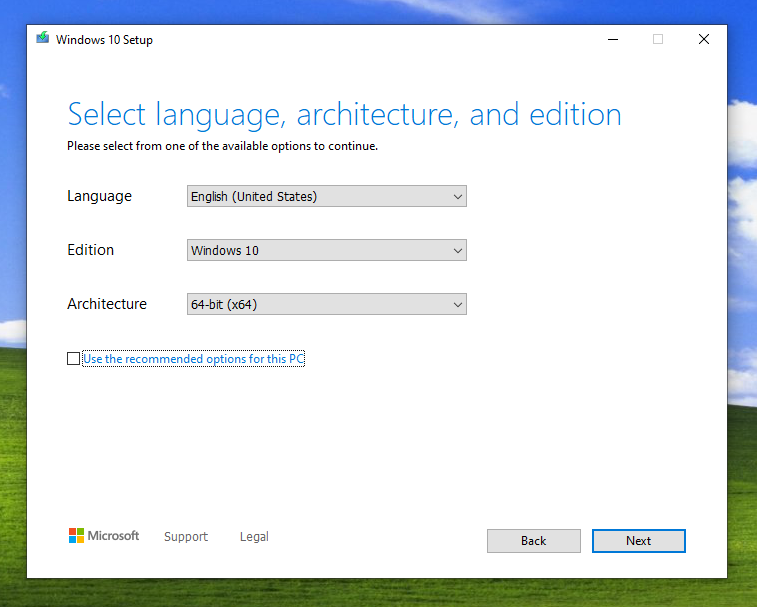 Windows 10 Setup
Select language, architecture, and edition
Please select from one of the available options to continue.
Language English (United States)
Edition Windows 10
Architecture 64-bit (x64)
Use the recommended options for this PC
Microsoft Support Legal Back Next